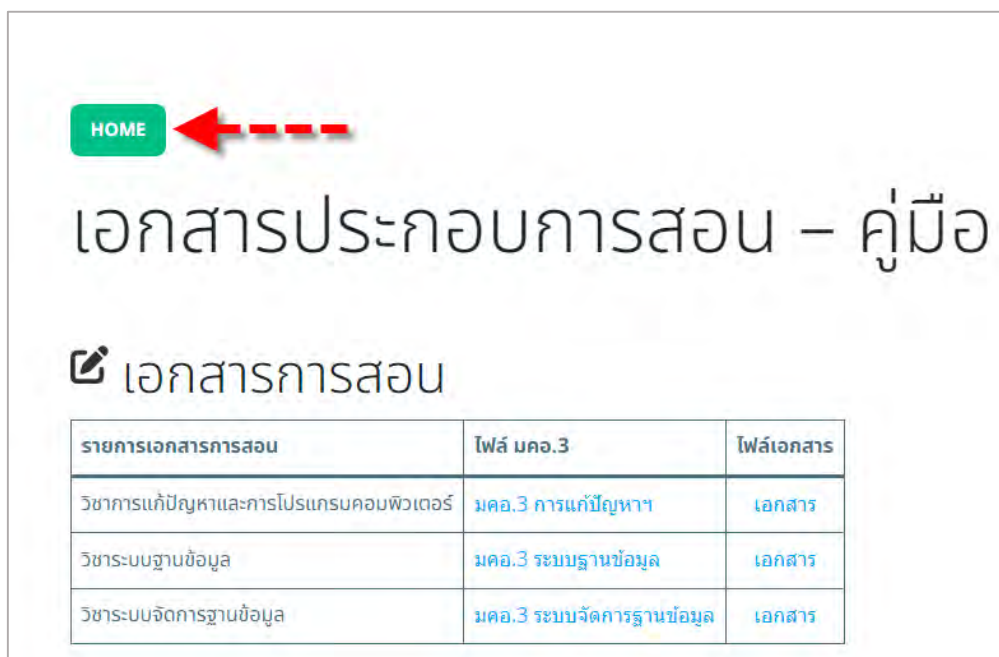 HOME
เอกสารประกอบการสอน – คู่มือ
เอกสารการสอน
รายการเอกสารการสอน ไฟล์ มคอ.3 ไฟล์เอกสาร
วิชาการแก้ปัญหาและการโปรแกรมคอมพิวเตอร์ มคอ.3 การแก้ปัญหาฯ เอกสาร
วิชาระบบฐานข้อมูล มคอ.3 ระบบฐานข้อมูล เอกสาร
วิชาระบบจัดการฐานข้อมูล มคอ.3 ระบบจัดการฐานข้อมูล เอกสาร